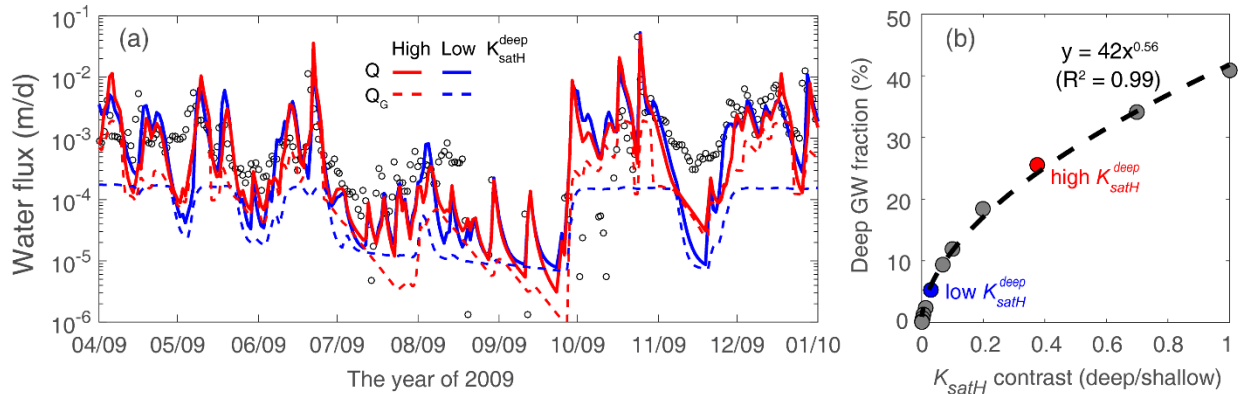 (a)
High Low K_satH^deep
Q
Q_G
Water flux (m/d)
10^-1
10^-2
10^-3
10^-4
10^-5
10^-6
04/09 05/09 06/09 07/09 08/09 09/09 10/09 11/09 12/09 01/10
The year of 2009
(b)
y = 42x^0.56
(R^2 = 0.99)
high K_satH^deep
low K_satH^deep
Deep GW fraction (%)
50
40
30
20
10
0
0 0.2 0.4 0.6 0.8 1
K_satH contrast (deep/shallow)